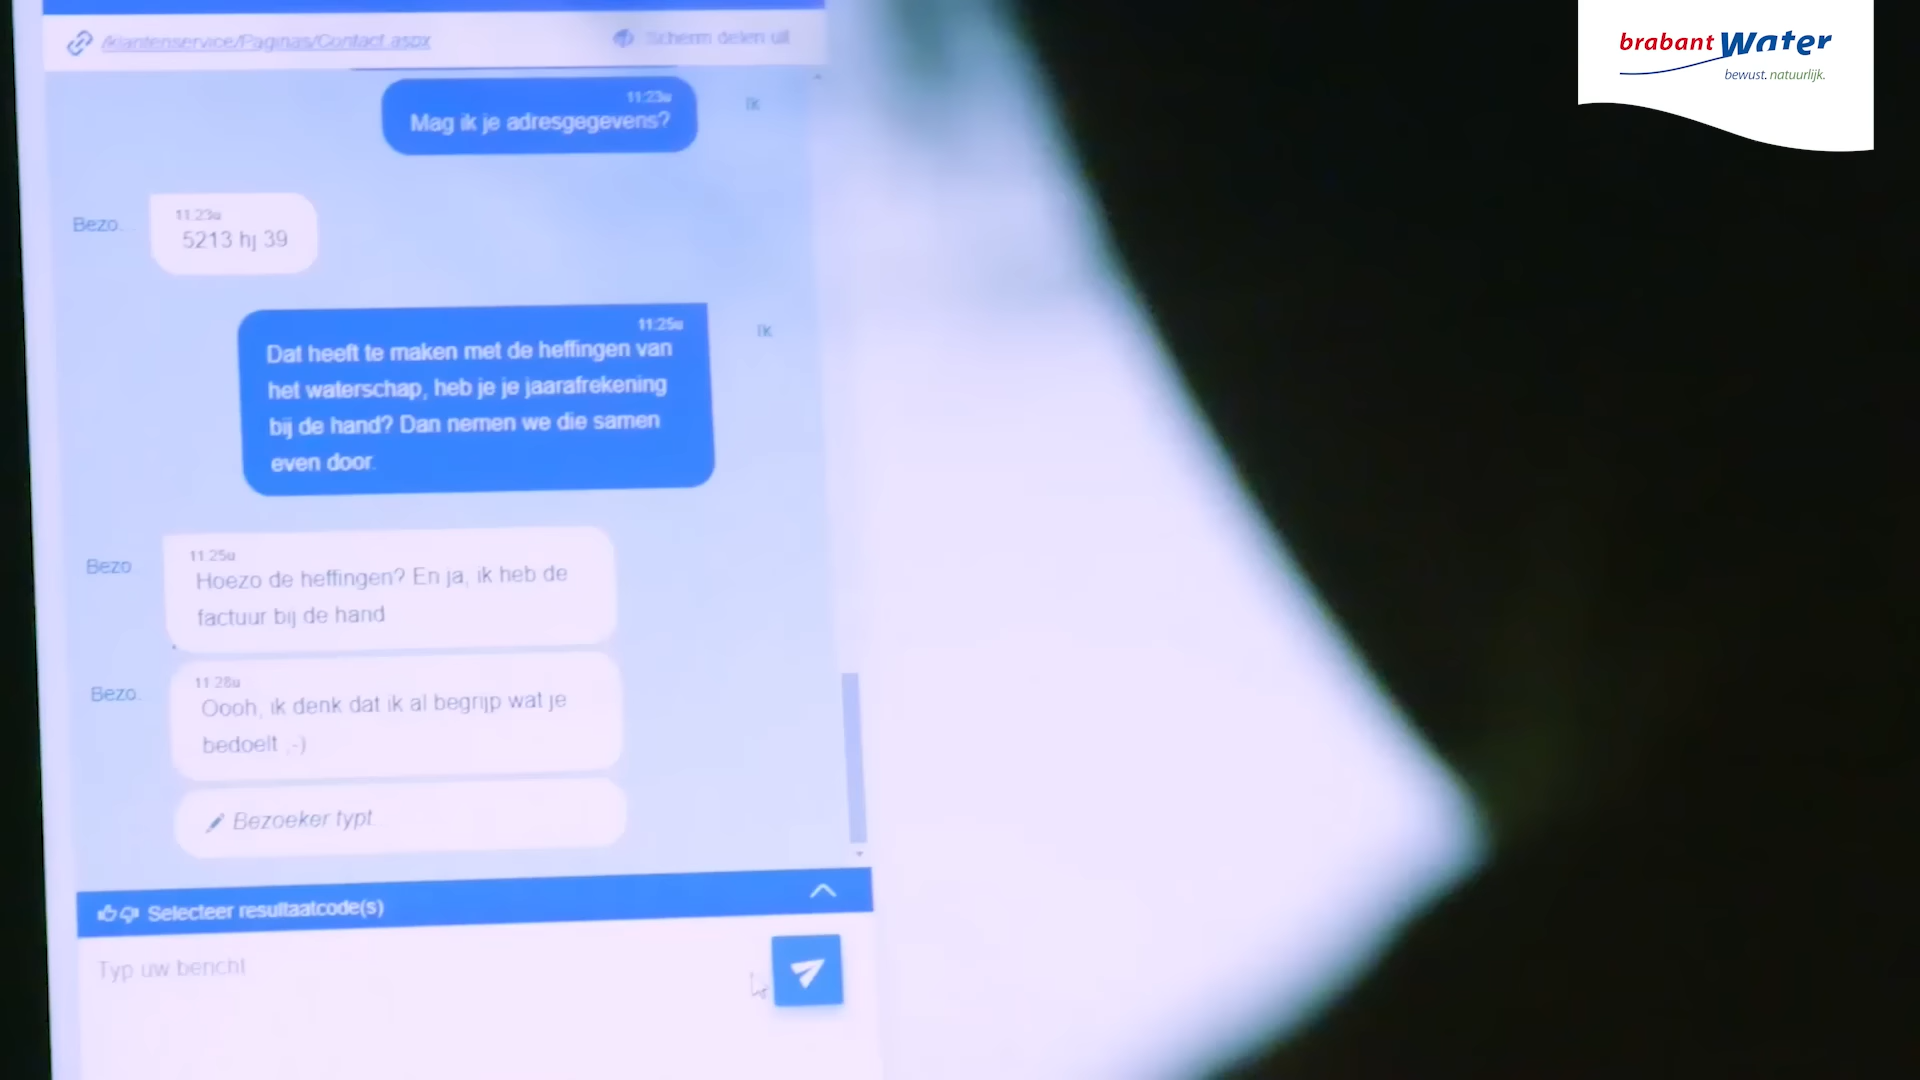 /klantenservice/Paginas/Contact.aspx
Scherm delen uit
brabant Water
bewust. natuurlijk.
11:23u
Ik
Mag ik je adresgegevens?
Bezo...
11:23u
5213 hj 39
11:25u
Ik
Dat heeft te maken met de heffingen van
het waterschap, heb je je jaarafrekening
bij de hand? Dan nemen we die samen
even door.
Bezo
11:25u
Hoezo de heffingen? En ja, ik heb de
factuur bij de hand
Bezo.
11:28u
Oooh, ik denk dat ik al begrijp wat je
bedoelt ;-)
Bezoeker typt
Selecteer resultaatcode(s)
Typ uw bericht